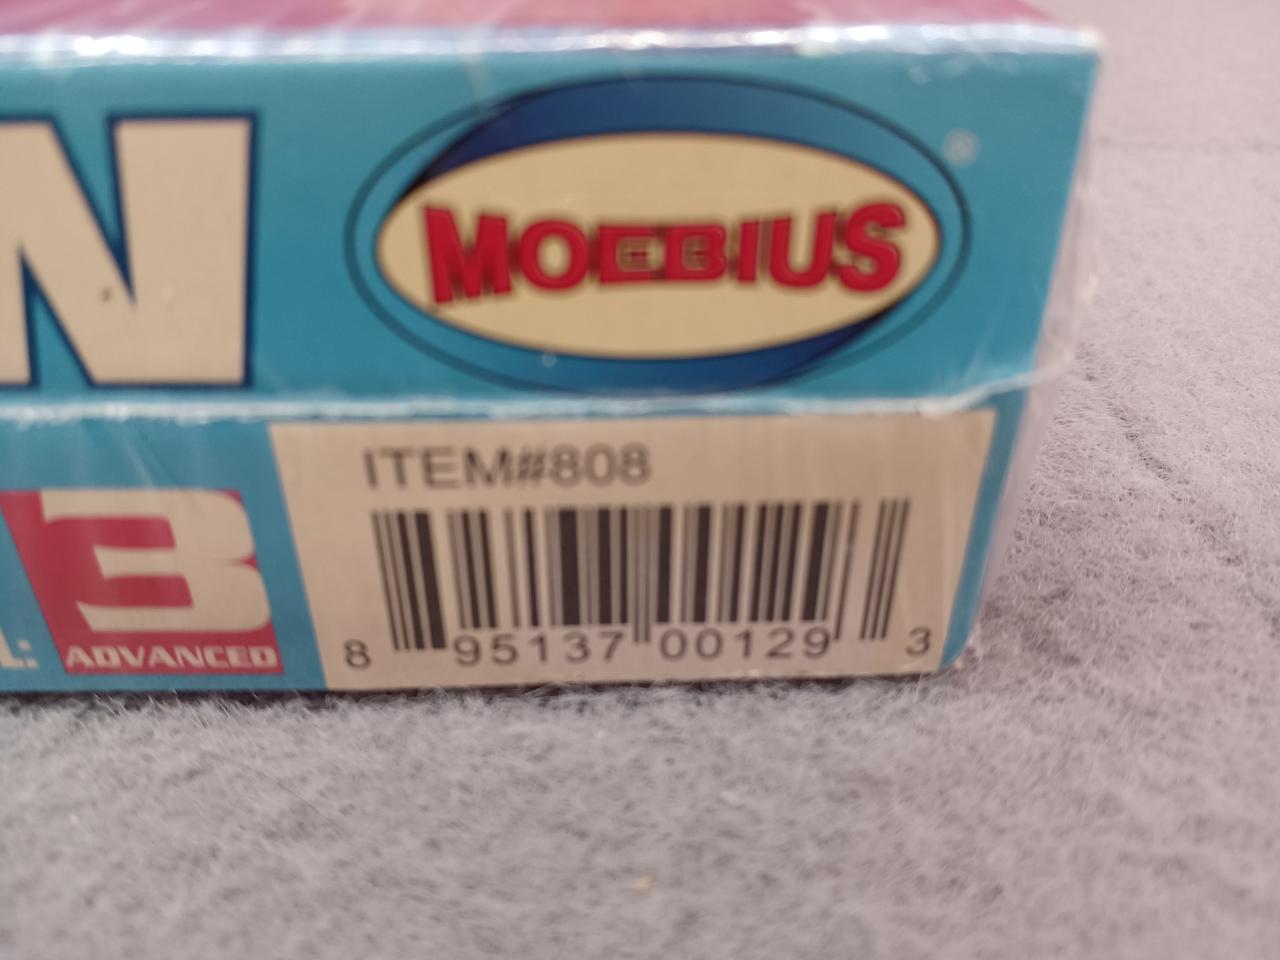 N
MOEBIUS
®
ITEM#808
L:
3
ADVANCED
8 95137 00129 3